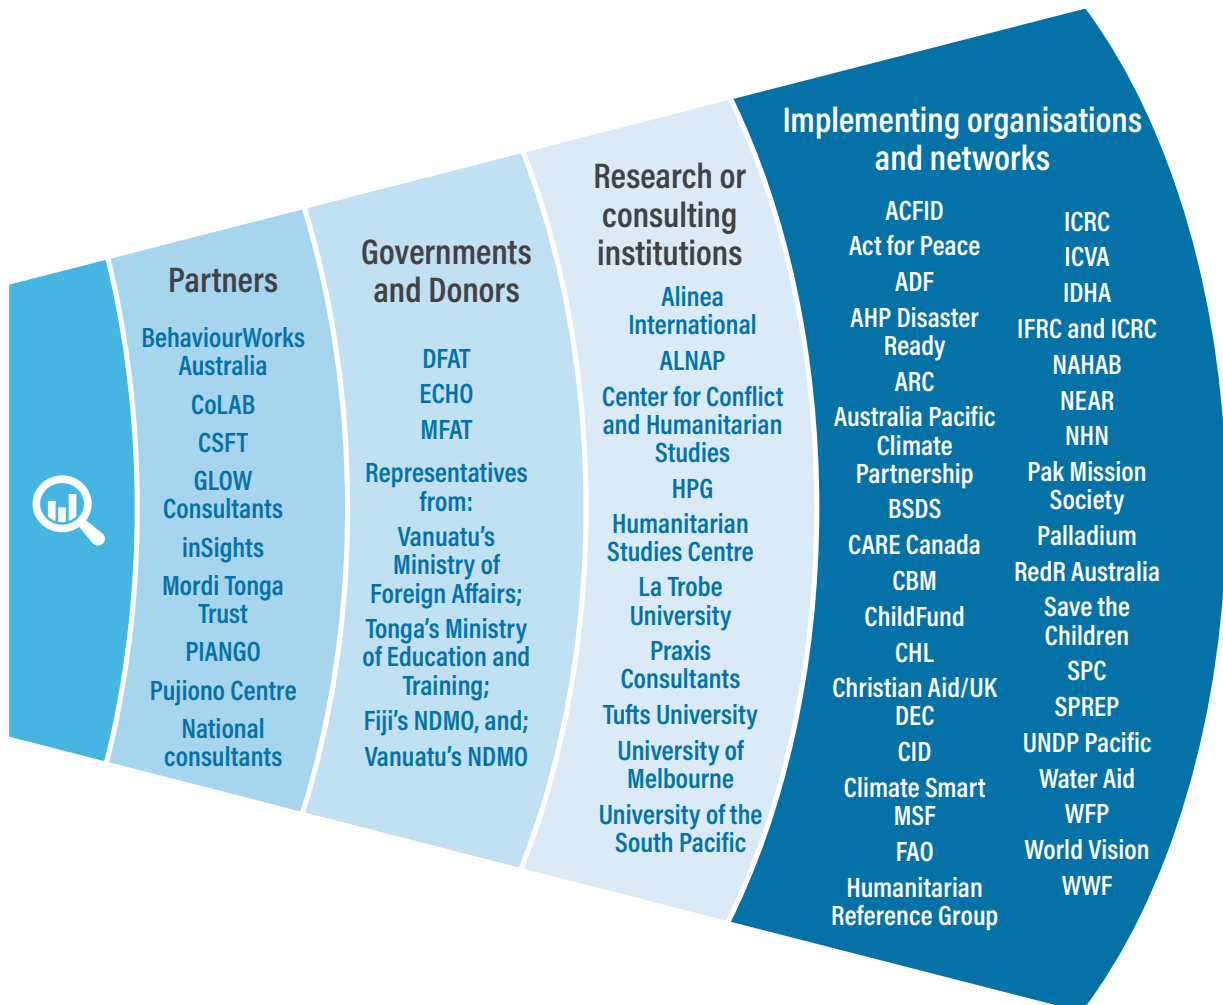 Partners
BehaviourWorks
Australia
CoLAB
CSFT
GLOW
Consultants
inSights
Mordi Tonga
Trust
PIANGO
Pujiono Centre
National
consultants
Governments
and Donors
DFAT
ECHO
MFAT
Representatives
from:
Vanuatu’s
Ministry of
Foreign Affairs;
Tonga’s Ministry
of Education and
Training;
Fiji’s NDMO, and;
Vanuatu’s NDMO
Research or
consulting
institutions
Alinea
International
ALNAP
Center for Conflict
and Humanitarian
Studies
HPG
Humanitarian
Studies Centre
La Trobe
University
Praxis
Consultants
Tufts University
University of
Melbourne
University of the
South Pacific
Implementing organisations
and networks
ACFID
Act for Peace
ADF
AHP Disaster
Ready
ARC
Australia Pacific
Climate
Partnership
BSDS
CARE Canada
CBM
ChildFund
CHL
Christian Aid/UK
DEC
CID
Climate Smart
MSF
FAO
Humanitarian
Reference Group
ICRC
ICVA
IDHA
IFRC and ICRC
NAHAB
NEAR
NHN
Pak Mission
Society
Palladium
RedR Australia
Save the
Children
SPC
SPREP
UNDP Pacific
Water Aid
WFP
World Vision
WWF